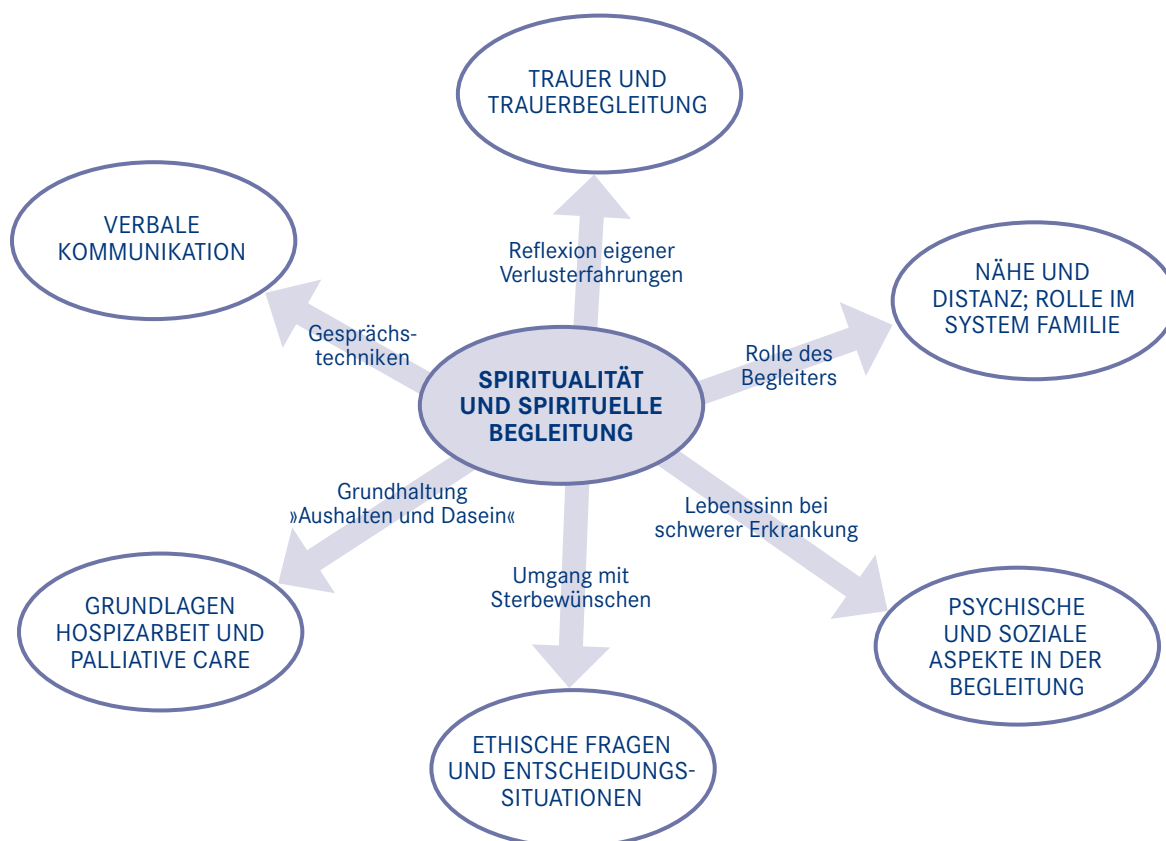 TRAUER UND
TRAUERBEGLEITUNG
VERBALE
KOMMUNIKATION
Reflexion eigener
Verlusterfahrungen
NÄHE UND
DISTANZ; ROLLE IM
SYSTEM FAMILIE
Gesprächs-
techniken
Rolle des
Begleiters
SPIRITUALITÄT
UND SPIRITUELLE
BEGLEITUNG
Grundhaltung
»Aushalten und Dasein«
Lebenssinn bei
schwerer Erkrankung
Umgang mit
Sterbewünschen
GRUNDLAGEN
HOSPIZARBEIT UND
PALLIATIVE CARE
PSYCHISCHE
UND SOZIALE
ASPEKTE IN DER
BEGLEITUNG
ETHISCHE FRAGEN
UND ENTSCHEIDUNGS-
SITUATIONEN